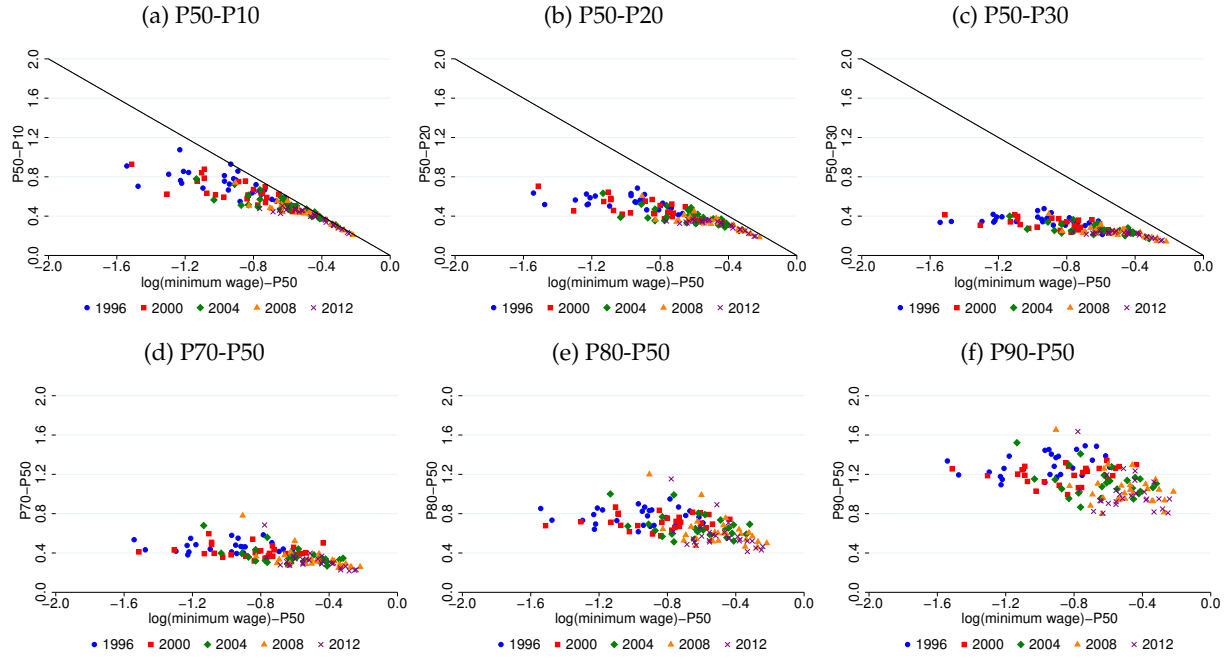 (a) P50-P10
(b) P50-P20
(c) P50-P30
P50−P10
0.0 0.4 0.8 1.2 1.6 2.0
−2.0 −1.6 −1.2 −0.8 −0.4 0.0
log(minimum wage)−P50
1996 2000 2004 2008 2012
P50−P20
0.0 0.4 0.8 1.2 1.6 2.0
−2.0 −1.6 −1.2 −0.8 −0.4 0.0
log(minimum wage)−P50
1996 2000 2004 2008 2012
P50−P30
0.0 0.4 0.8 1.2 1.6 2.0
−2.0 −1.6 −1.2 −0.8 −0.4 0.0
log(minimum wage)−P50
1996 2000 2004 2008 2012
(d) P70-P50
(e) P80-P50
(f) P90-P50
P70−P50
0.0 0.4 0.8 1.2 1.6 2.0
−2.0 −1.6 −1.2 −0.8 −0.4 0.0
log(minimum wage)−P50
1996 2000 2004 2008 2012
P80−P50
0.0 0.4 0.8 1.2 1.6 2.0
−2.0 −1.6 −1.2 −0.8 −0.4 0.0
log(minimum wage)−P50
1996 2000 2004 2008 2012
P90−P50
0.0 0.4 0.8 1.2 1.6 2.0
−2.0 −1.6 −1.2 −0.8 −0.4 0.0
log(minimum wage)−P50
1996 2000 2004 2008 2012